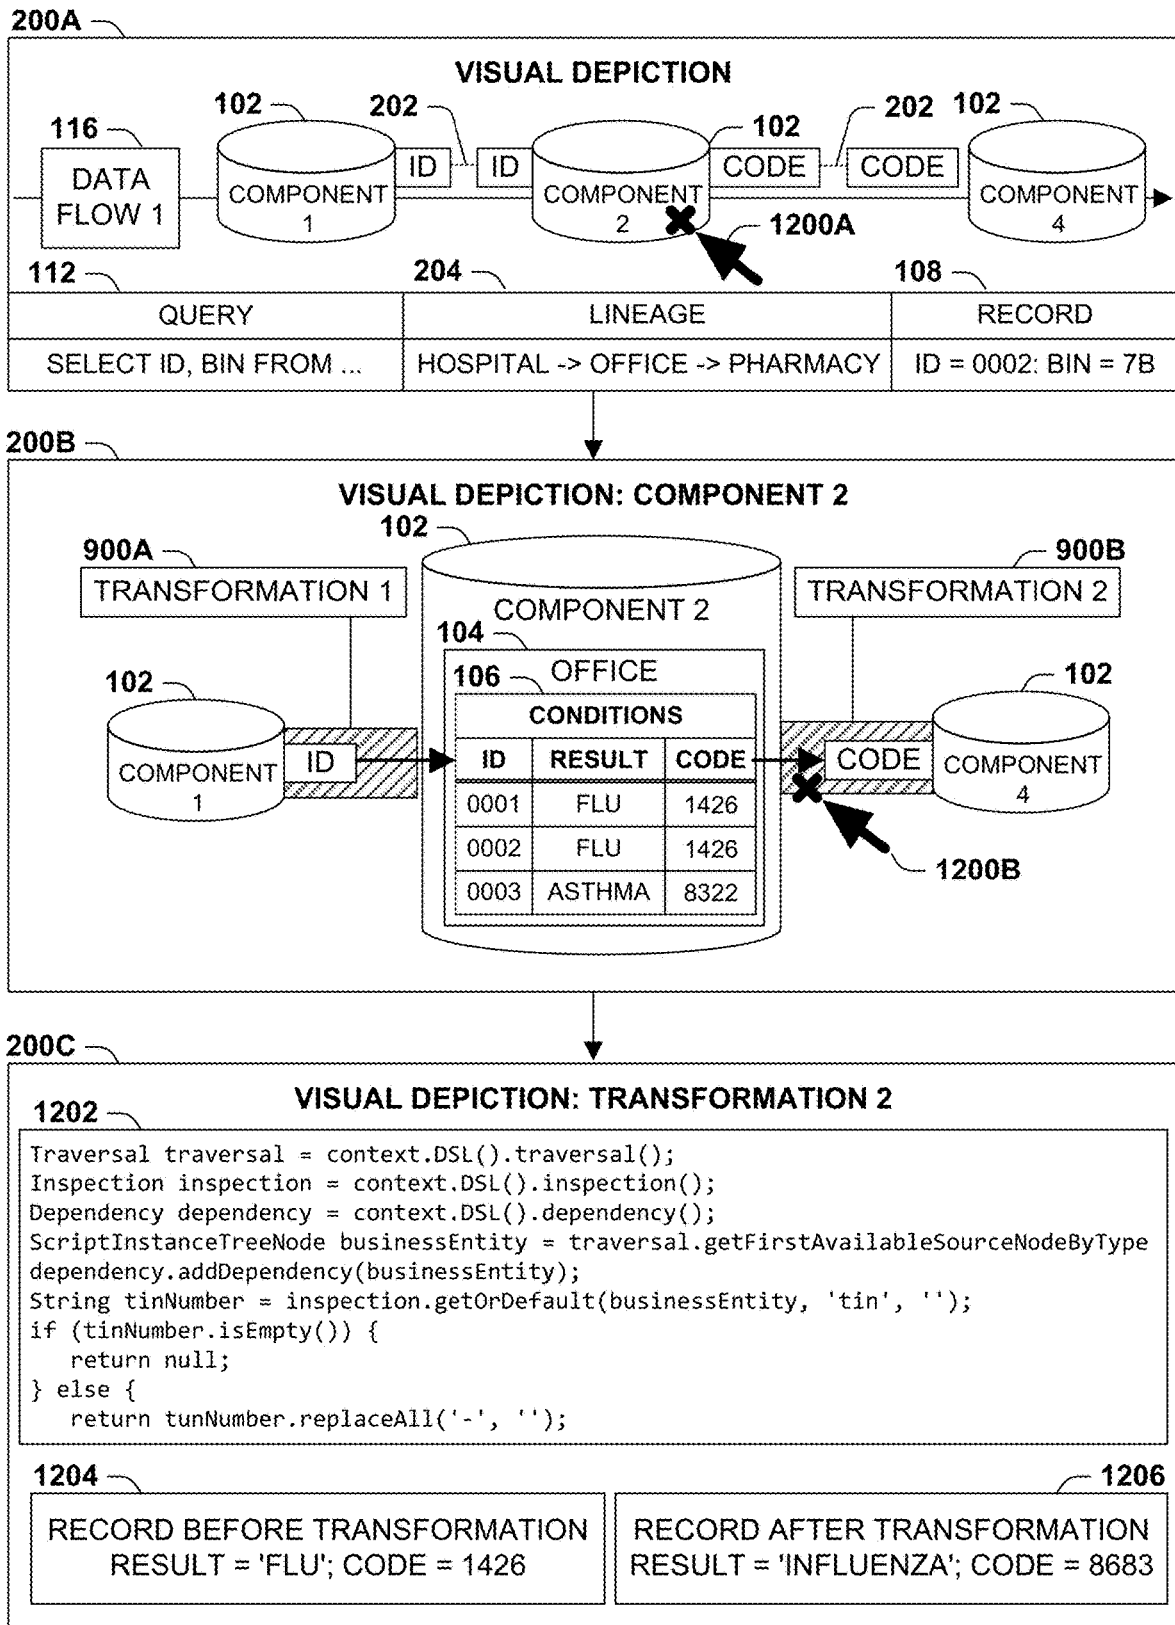 200A
VISUAL DEPICTION
116
102
202
102
202
102
DATA
FLOW 1
COMPONENT
1
ID
ID
COMPONENT
2
CODE
CODE
COMPONENT
4
1200A
112
204
108
QUERY
LINEAGE
RECORD
SELECT ID, BIN FROM ...
HOSPITAL -> OFFICE -> PHARMACY
ID = 0002: BIN = 7B
200B
VISUAL DEPICTION: COMPONENT 2
900A
102
900B
TRANSFORMATION 1
COMPONENT 2
TRANSFORMATION 2
104
OFFICE
102
106
102
CONDITIONS
COMPONENT
1
ID
ID RESULT CODE
CODE
COMPONENT
4
0001 FLU 1426
0002 FLU 1426
0003 ASTHMA 8322
1200B
200C
VISUAL DEPICTION: TRANSFORMATION 2
1202
Traversal traversal = context.DSL().traversal();
Inspection inspection = context.DSL().inspection();
Dependency dependency = context.DSL().dependency();
ScriptInstanceTreeNode businessEntity = traversal.getFirstAvailableSourceNodeByType
dependency.addDependency(businessEntity);
String tinNumber = inspection.getOrDefault(businessEntity, 'tin', '');
if (tinNumber.isEmpty()) {
return null;
} else {
return tunNumber.replaceAll('-', '');
1204
1206
RECORD BEFORE TRANSFORMATION
RESULT = 'FLU'; CODE = 1426
RECORD AFTER TRANSFORMATION
RESULT = 'INFLUENZA'; CODE = 8683